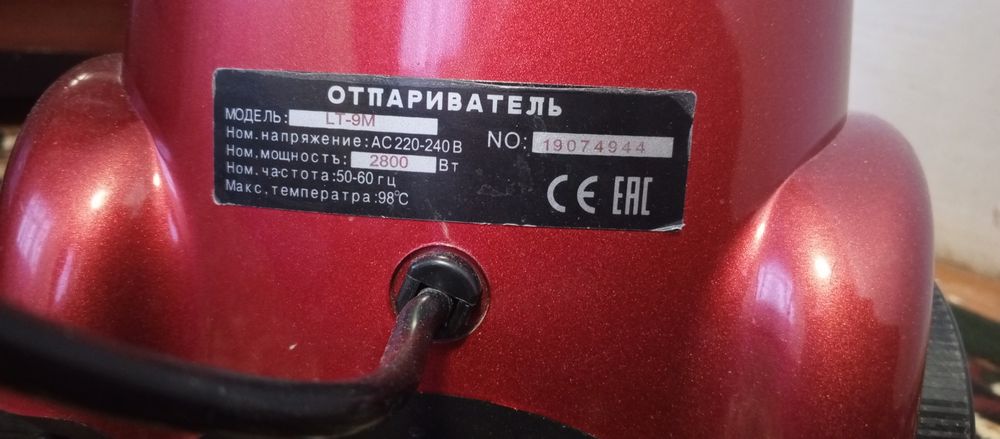 ОТПАРИВАТЕЛЬ
МОДЕЛЬ: LT-9M
Ном. напряжение: AC 220-240 В
NO: 19074944
Ном. мощность: 2800 Вт
Ном. частота: 50-60 гц
Макс. температра: 98°C
CE EAC